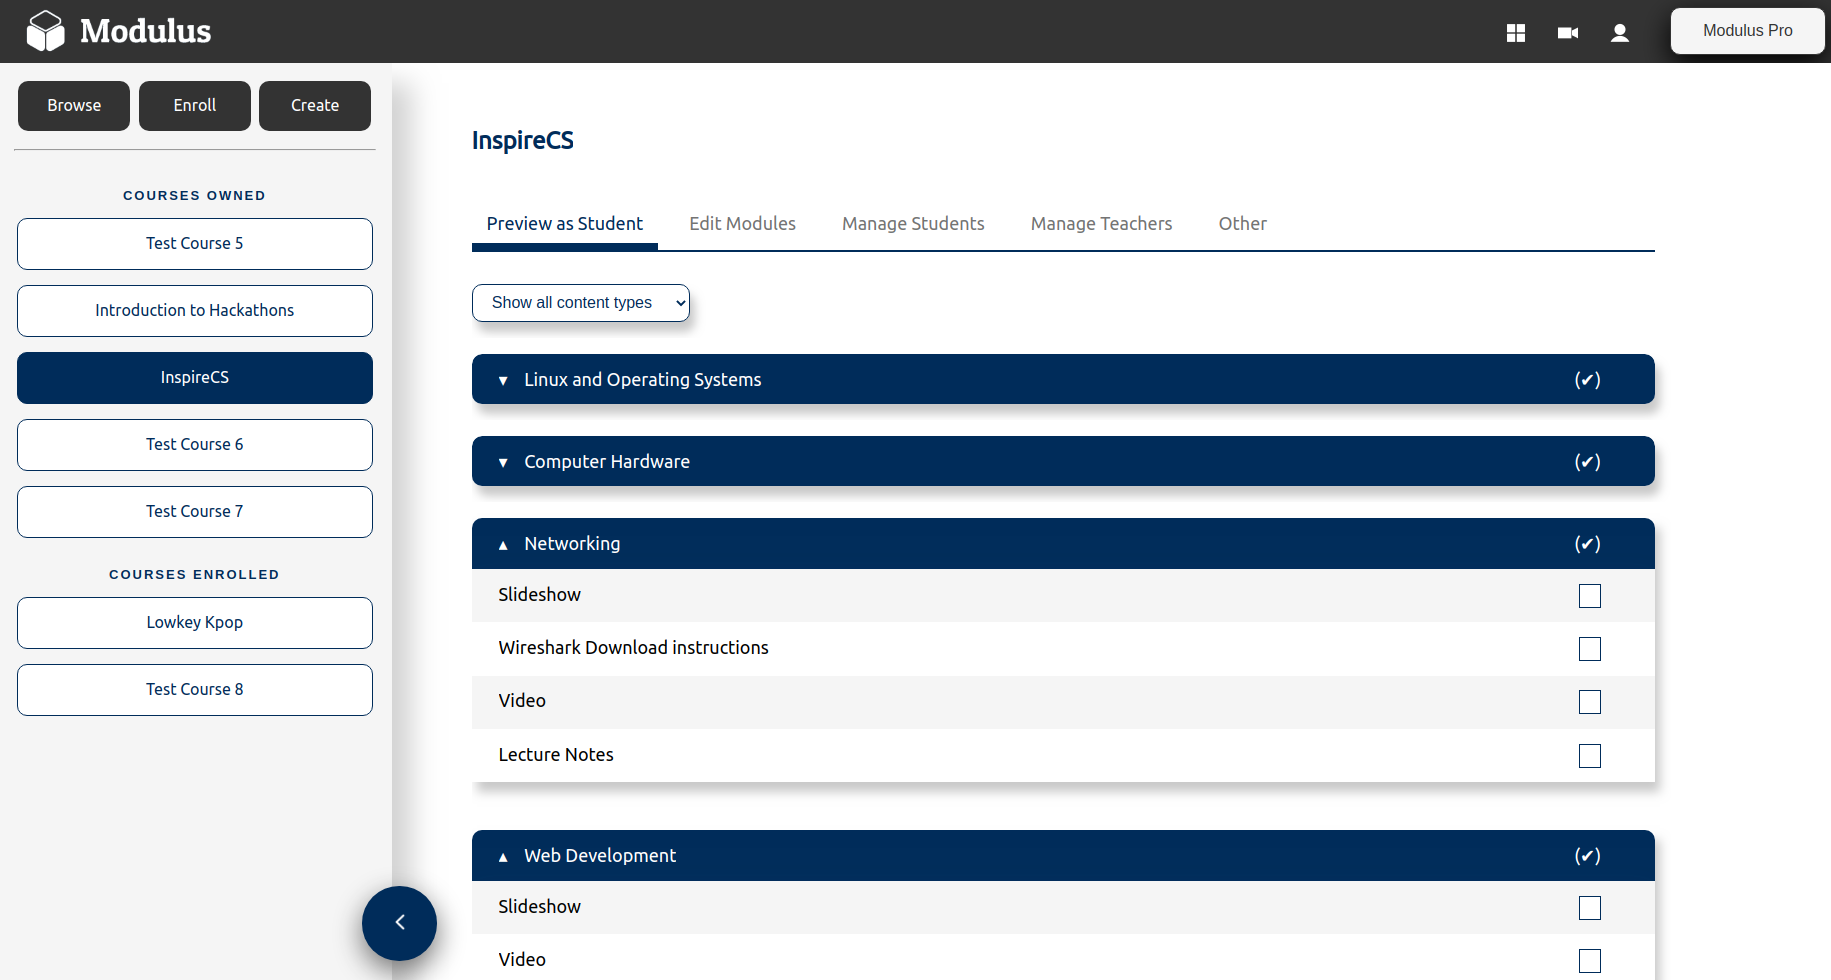 Modulus
Modulus Pro
Browse
Enroll
Create
COURSES OWNED
Test Course 5
Introduction to Hackathons
InspireCS
Test Course 6
Test Course 7
COURSES ENROLLED
Lowkey Kpop
Test Course 8
InspireCS
Preview as Student
Edit Modules
Manage Students
Manage Teachers
Other
Show all content types
▼ Linux and Operating Systems (✔)
▼ Computer Hardware (✔)
▲ Networking (✔)
Slideshow
Wireshark Download instructions
Video
Lecture Notes
▲ Web Development (✔)
Slideshow
Video